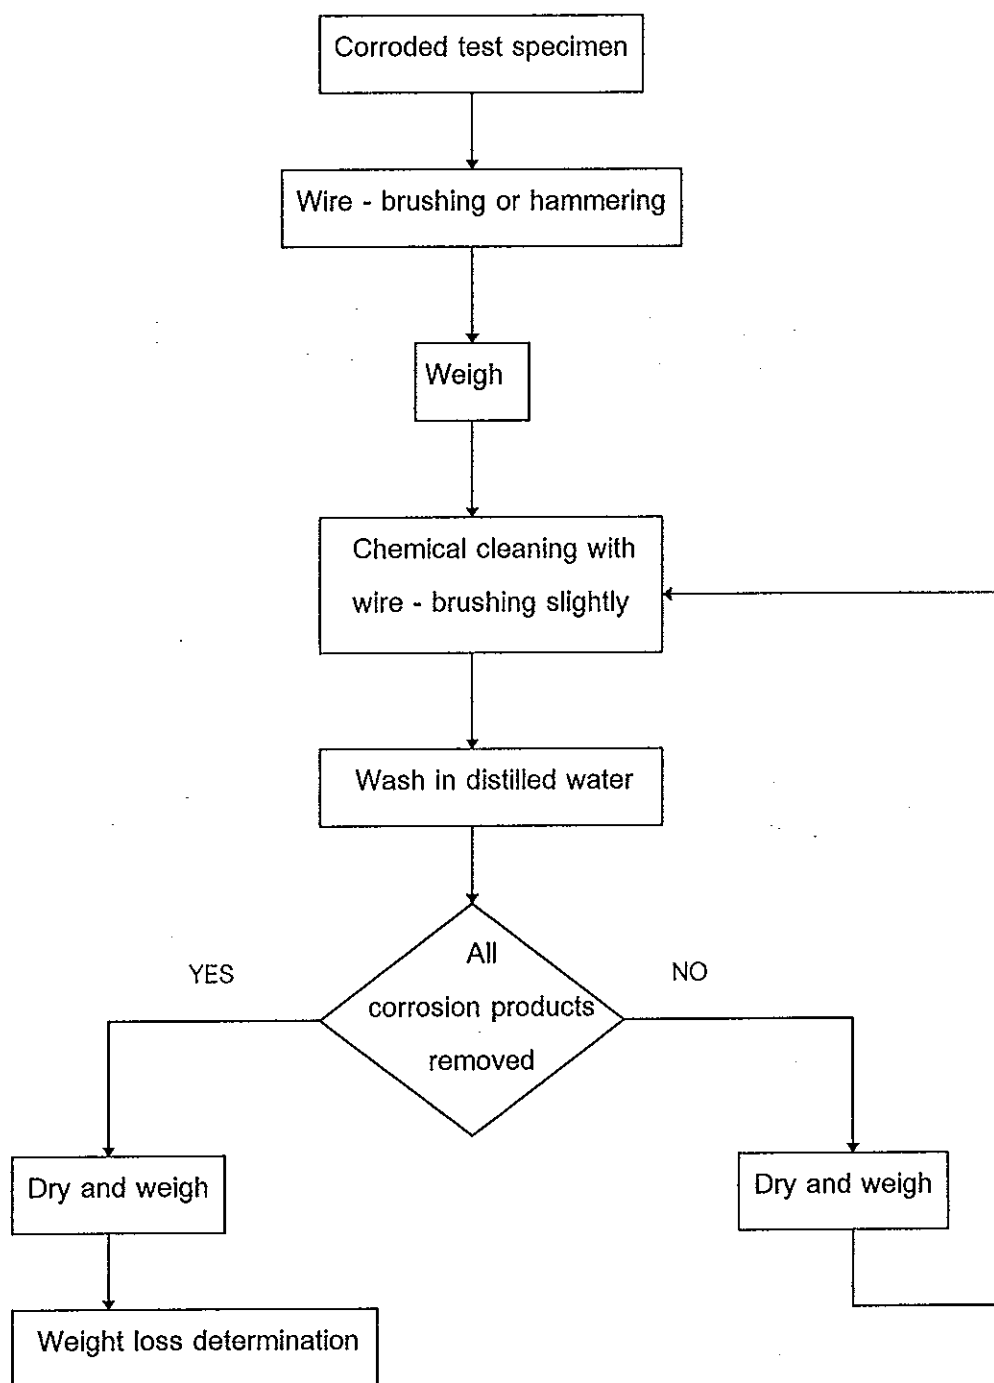 Corroded test specimen
Wire - brushing or hammering
Weigh
Chemical cleaning with
wire - brushing slightly
Wash in distilled water
All
corrosion products
removed
YES
NO
Dry and weigh
Dry and weigh
Weight loss determination